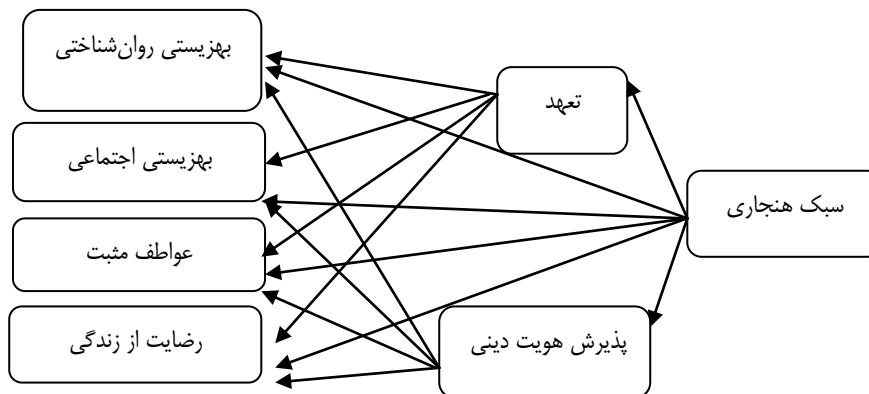 سبک هنجاری
تعهد
پذیرش هویت دینی
بهزیستی روان‌شناختی
بهزیستی اجتماعی
عواطف مثبت
رضایت از زندگی